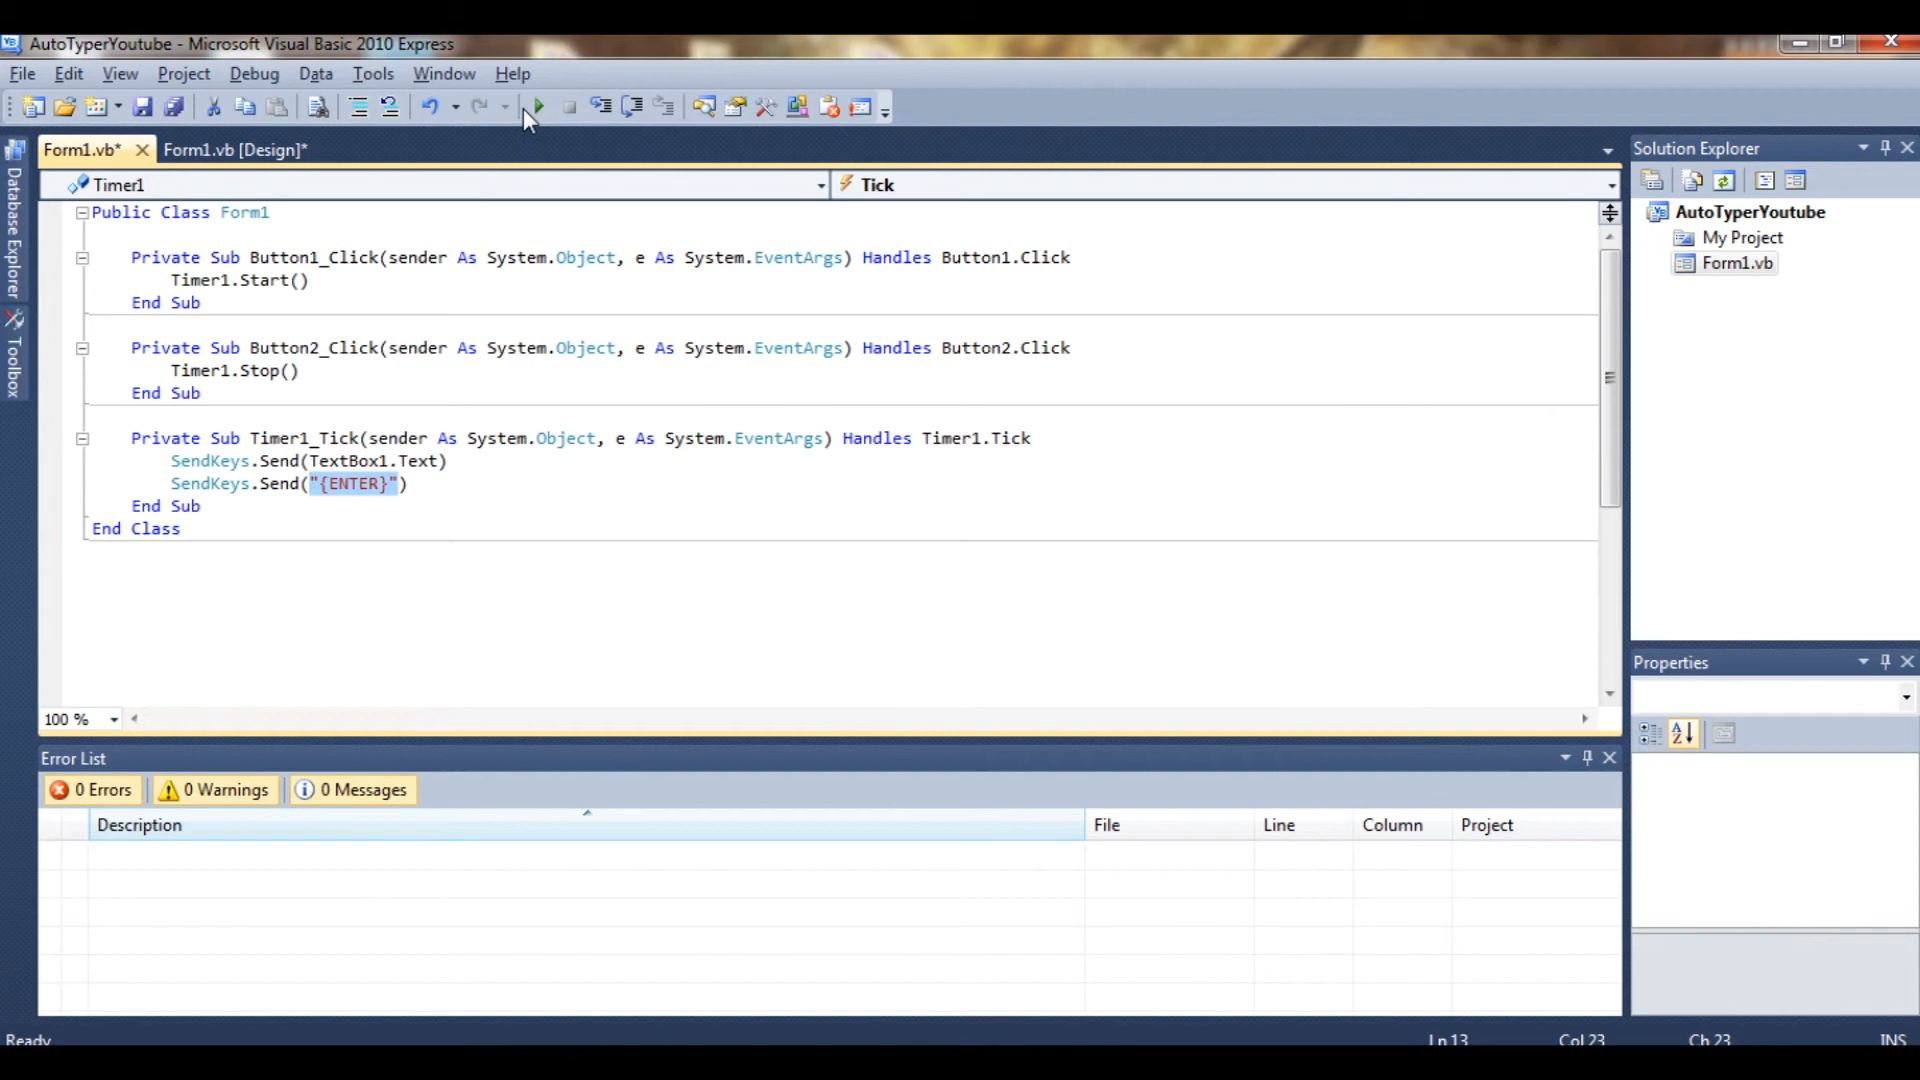 AutoTyperYoutube - Microsoft Visual Basic 2010 Express
File Edit View Project Debug Data Tools Window Help
Form1.vb* Form1.vb [Design]*
Timer1 Tick
Public Class Form1
Private Sub Button1_Click(sender As System.Object, e As System.EventArgs) Handles Button1.Click
Timer1.Start()
End Sub
Private Sub Button2_Click(sender As System.Object, e As System.EventArgs) Handles Button2.Click
Timer1.Stop()
End Sub
Private Sub Timer1_Tick(sender As System.Object, e As System.EventArgs) Handles Timer1.Tick
SendKeys.Send(TextBox1.Text)
SendKeys.Send("{ENTER}")
End Sub
End Class
100 %
Database Explorer
Toolbox
Solution Explorer
AutoTyperYoutube
My Project
Form1.vb
Properties
Error List
0 Errors 0 Warnings 0 Messages
Description File Line Column Project
Ready Ln 13 Col 23 Ch 23 INS